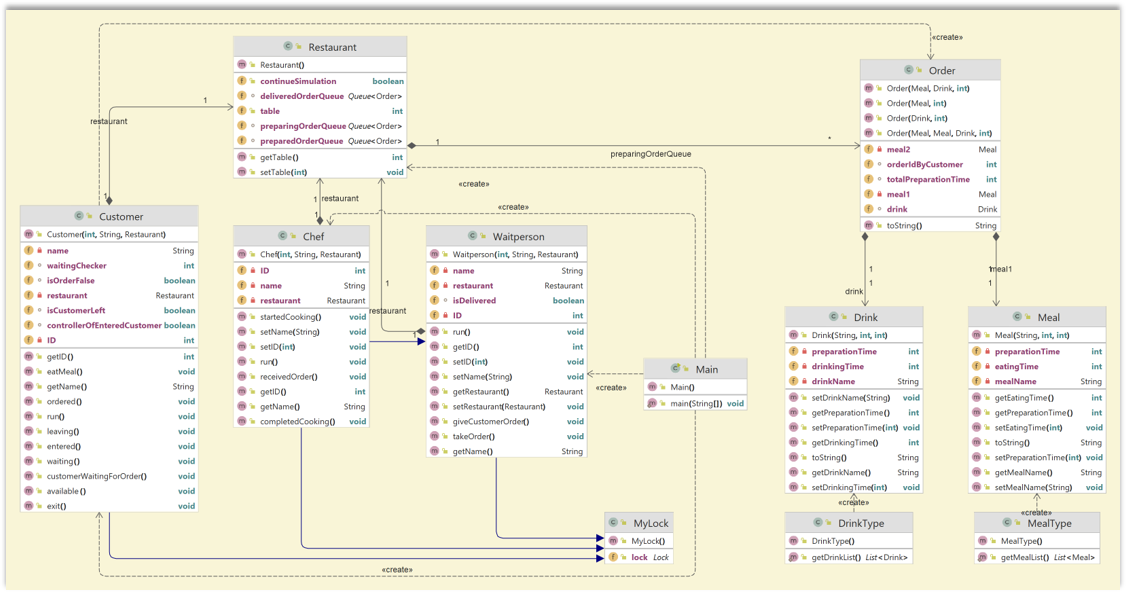 «create»
Restaurant
Restaurant()
continueSimulation boolean
deliveredOrderQueue Queue<Order>
table int
preparingOrderQueue Queue<Order>
preparedOrderQueue Queue<Order>
getTable() int
setTable(int) void
Order
Order(Meal, Drink, int)
Order(Meal, int)
Order(Drink, int)
Order(Meal, Meal, Drink, int)
meal2 Meal
orderIdByCustomer int
totalPreparationTime int
meal1 Meal
drink Drink
toString() String
1
restaurant
1
1
*
preparingOrderQueue
«create»
«create»
1
restaurant
1
Customer
Customer(int, String, Restaurant)
name String
waitingChecker int
isOrderFalse boolean
restaurant Restaurant
isCustomerLeft boolean
controllerOfEnteredCustomer boolean
ID int
getID() int
eatMeal() void
getName() String
ordered() void
run() void
leaving() void
entered() void
waiting() void
customerWaitingForOrder() void
available() void
exit() void
Chef
Chef(int, String, Restaurant)
ID int
name String
restaurant Restaurant
startedCooking() void
setName(String) void
setID(int) void
run() void
receivedOrder() void
getID() int
getName() String
completedCooking() void
1
restaurant
1
Waitperson
Waitperson(int, String, Restaurant)
name String
restaurant Restaurant
isDelivered boolean
ID int
run() void
getID() int
setID(int) void
setName(String) void
getRestaurant() Restaurant
setRestaurant(Restaurant) void
giveCustomerOrder() void
takeOrder() void
getName() String
«create»
Main
Main()
main(String[]) void
1
1
drink
1
meal1
1
Drink
Drink(String, int, int)
preparationTime int
drinkingTime int
drinkName String
setDrinkName(String) void
getPreparationTime() int
setPreparationTime(int) void
getDrinkingTime() int
toString() String
getDrinkName() String
setDrinkingTime(int) void
Meal
Meal(String, int, int)
preparationTime int
eatingTime int
mealName String
getEatingTime() int
getPreparationTime() int
setEatingTime(int) void
toString() String
setPreparationTime(int) void
getMealName() String
setMealName(String) void
«create»
«create»
MyLock
MyLock()
lock Lock
DrinkType
DrinkType()
getDrinkList() List<Drink>
MealType
MealType()
getMealList() List<Meal>
«create»